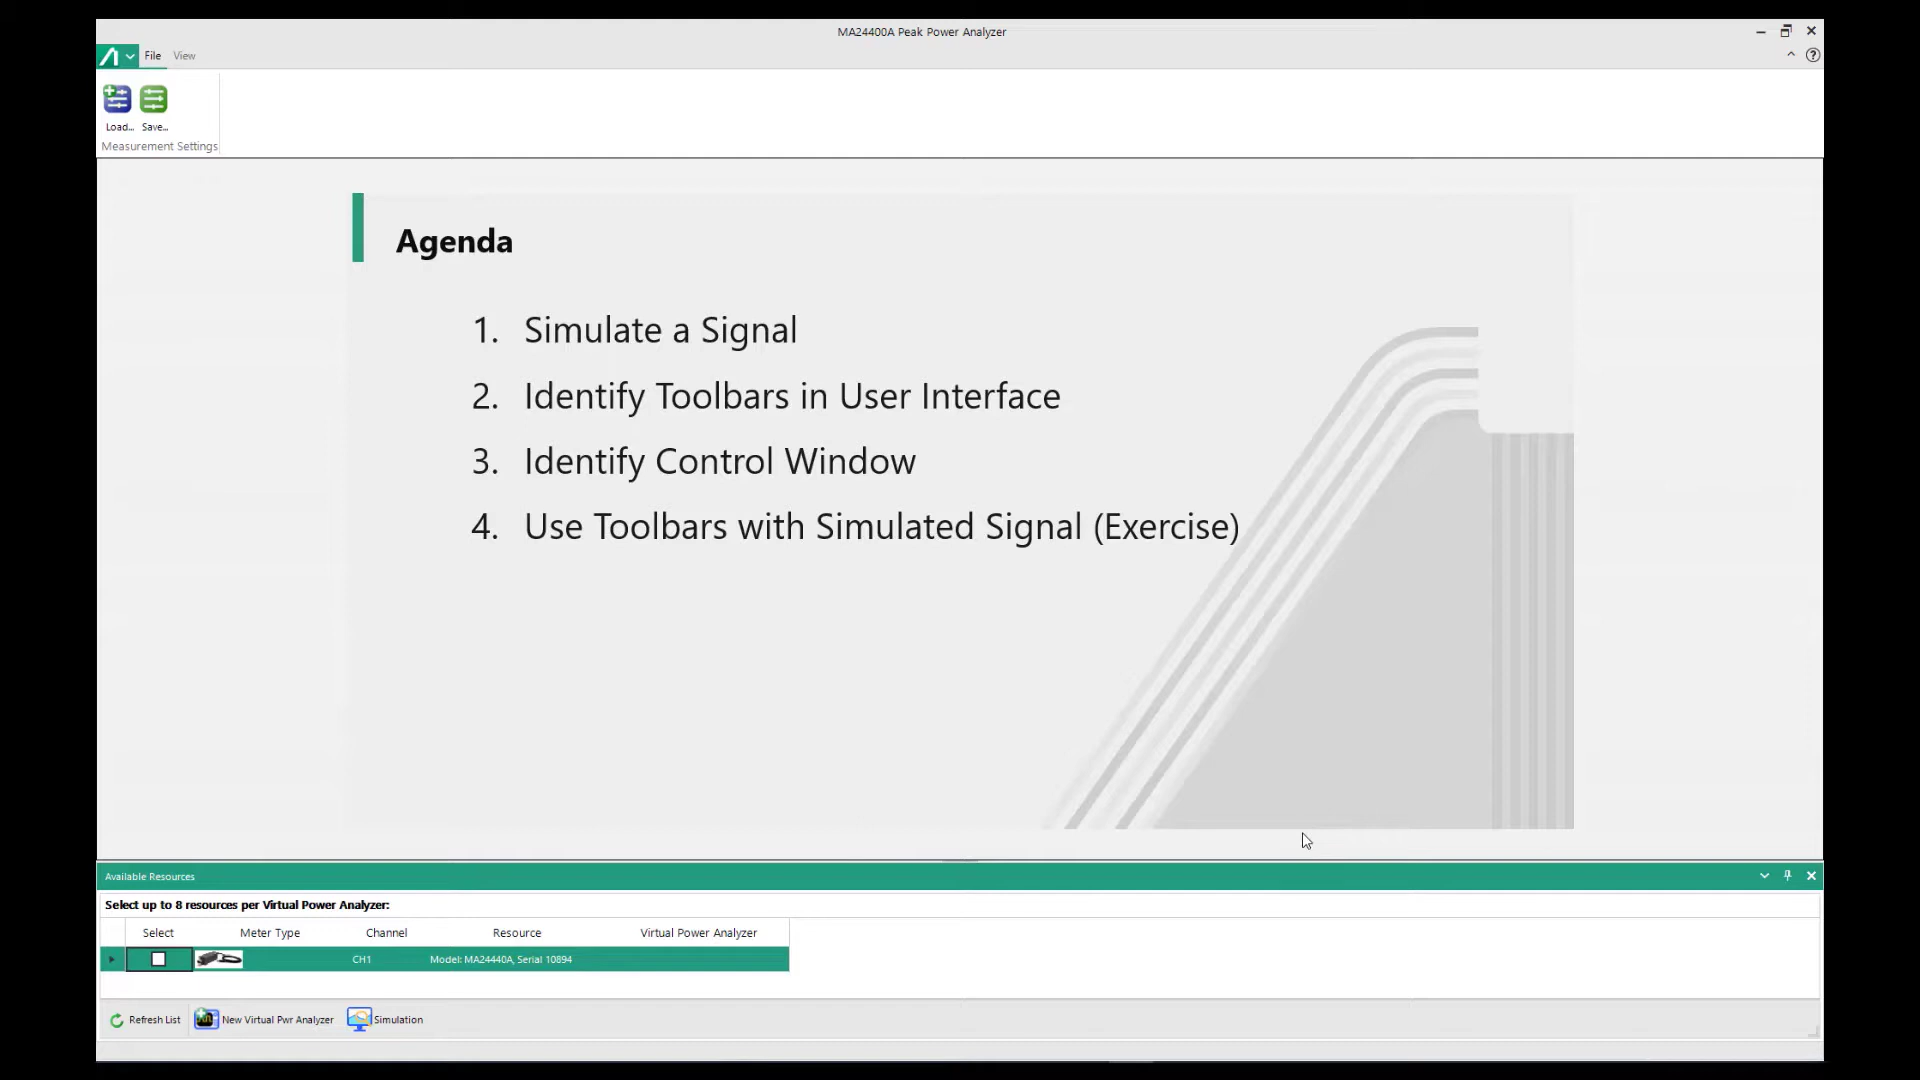 MA24400A Peak Power Analyzer
File View
Load... Save...
Measurement Settings
Agenda
1. Simulate a Signal
2. Identify Toolbars in User Interface
3. Identify Control Window
4. Use Toolbars with Simulated Signal (Exercise)
Available Resources
Select up to 8 resources per Virtual Power Analyzer:
Select Meter Type Channel Resource Virtual Power Analyzer
CH1 Model: MA24440A, Serial 10894
Refresh List New Virtual Pwr Analyzer Simulation